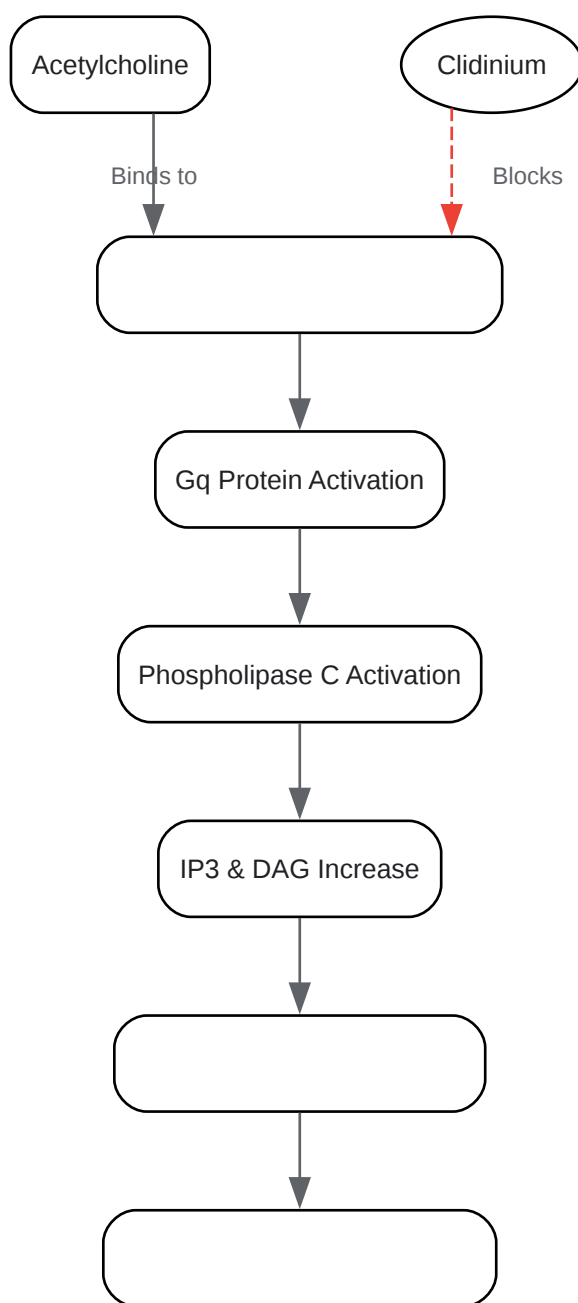 Acetylcholine
Clidinium
Binds to
Blocks
Gq Protein Activation
Phospholipase C Activation
IP3 & DAG Increase